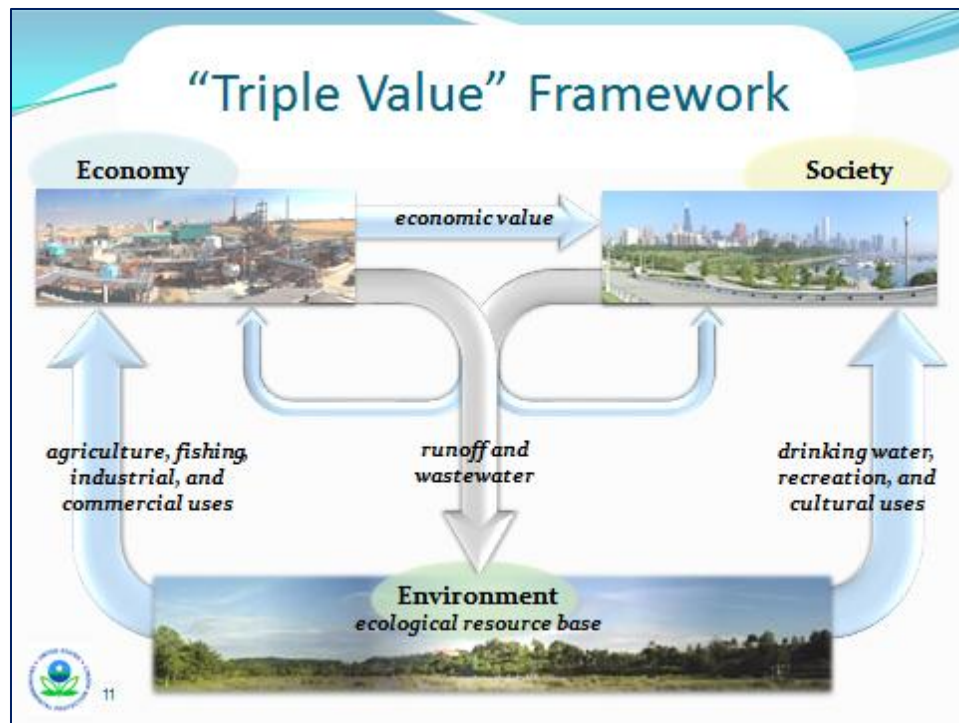 “Triple Value” Framework
Economy
Society
economic value
agriculture, fishing,
industrial, and
commercial uses
runoff and
wastewater
drinking water,
recreation, and
cultural uses
Environment
ecological resource base
11